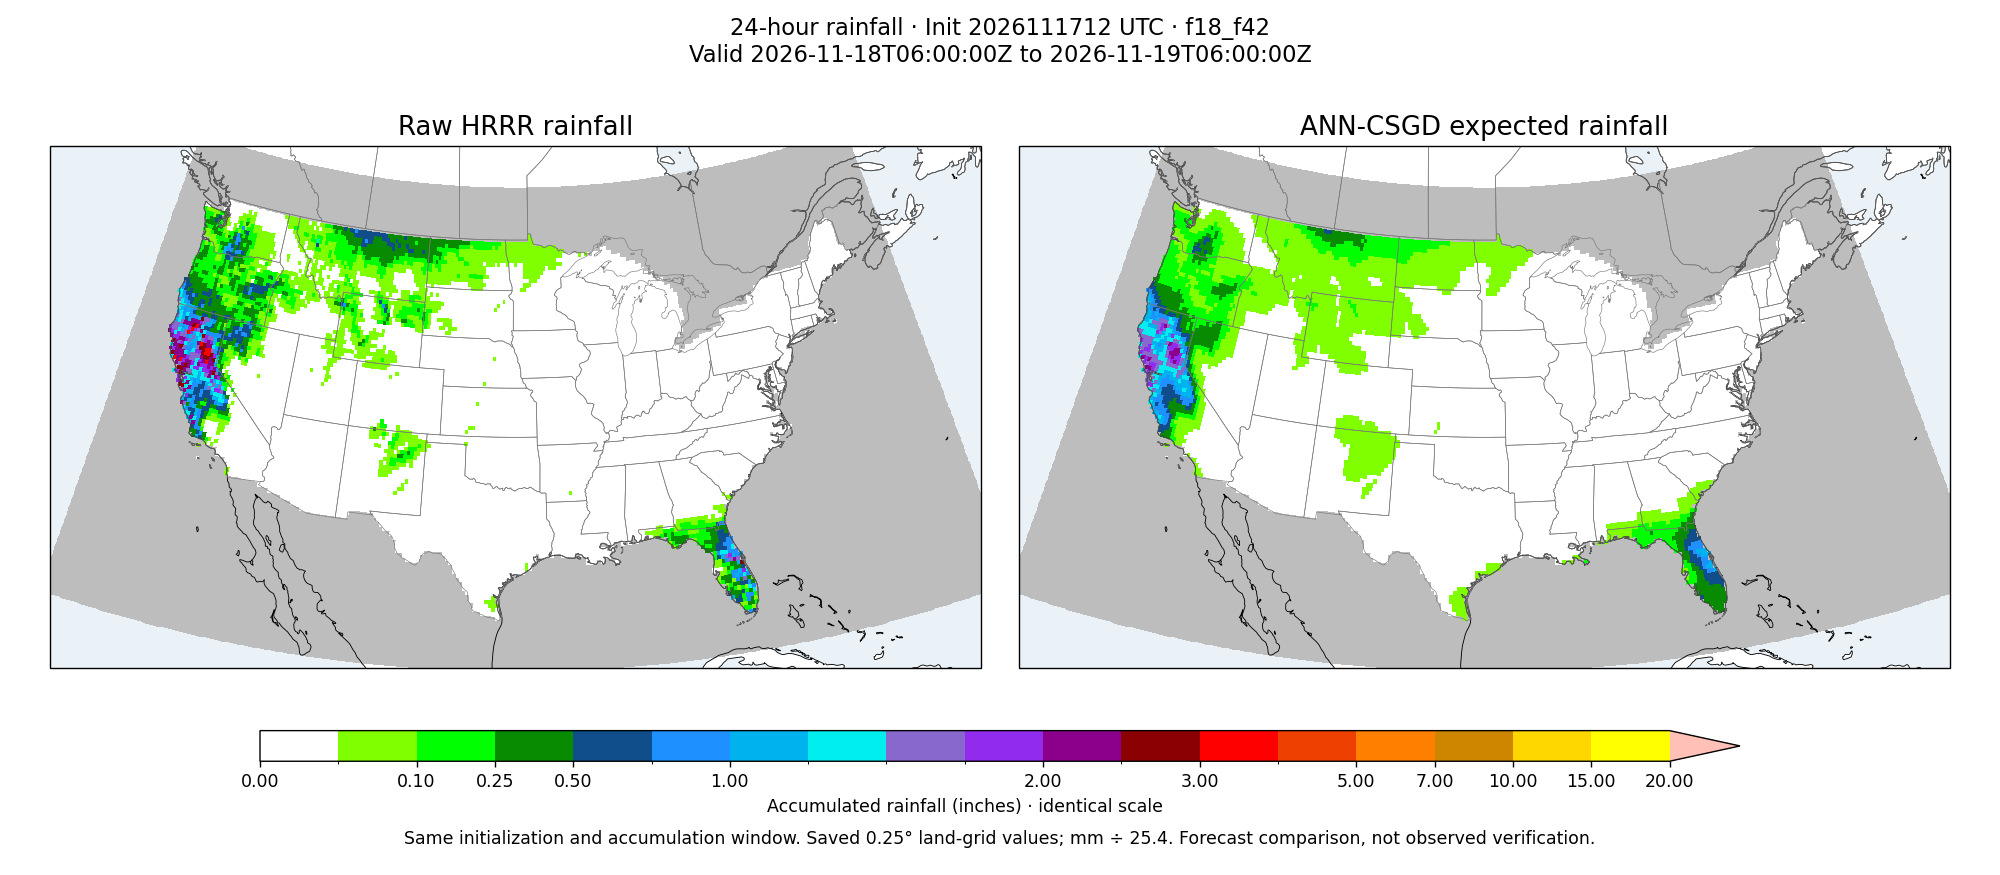 24-hour rainfall · Init 2026111712 UTC · f18_f42
Valid 2026-11-18T06:00:00Z to 2026-11-19T06:00:00Z
Raw HRRR rainfall
ANN-CSGD expected rainfall
0.00 0.10 0.25 0.50 1.00 2.00 3.00 5.00 7.00 10.00 15.00 20.00
Accumulated rainfall (inches) · identical scale
Same initialization and accumulation window. Saved 0.25° land-grid values; mm ÷ 25.4. Forecast comparison, not observed verification.